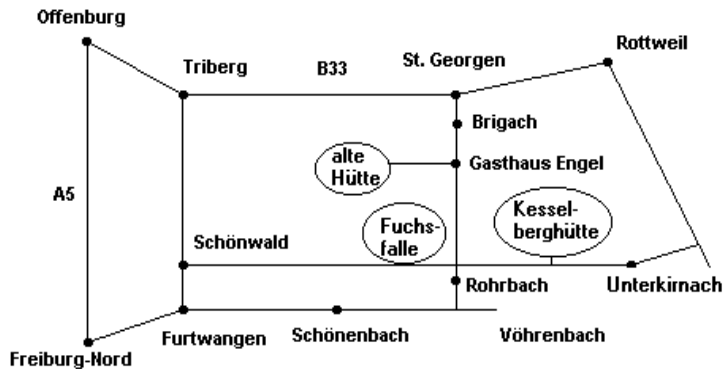 Offenburg
Rottweil
Triberg
B33
St. Georgen
Brigach
alte
Hütte
Gasthaus Engel
A5
Kessel-
berghütte
Fuchs-
falle
Schönwald
Rohrbach
Unterkirnach
Furtwangen
Schönenbach
Vöhrenbach
Freiburg-Nord